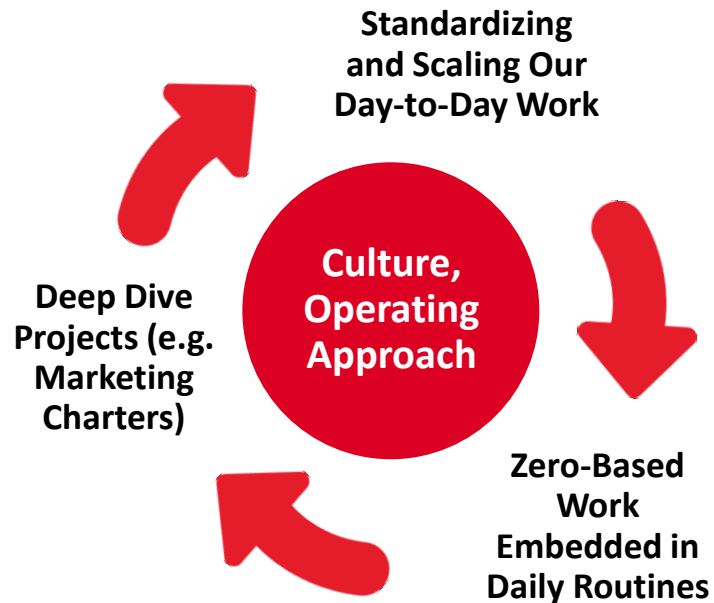 Standardizing
and Scaling Our
Day-to-Day Work
Culture,
Operating
Approach
Zero-Based
Work
Embedded in
Daily Routines
Deep Dive
Projects (e.g.
Marketing
Charters)